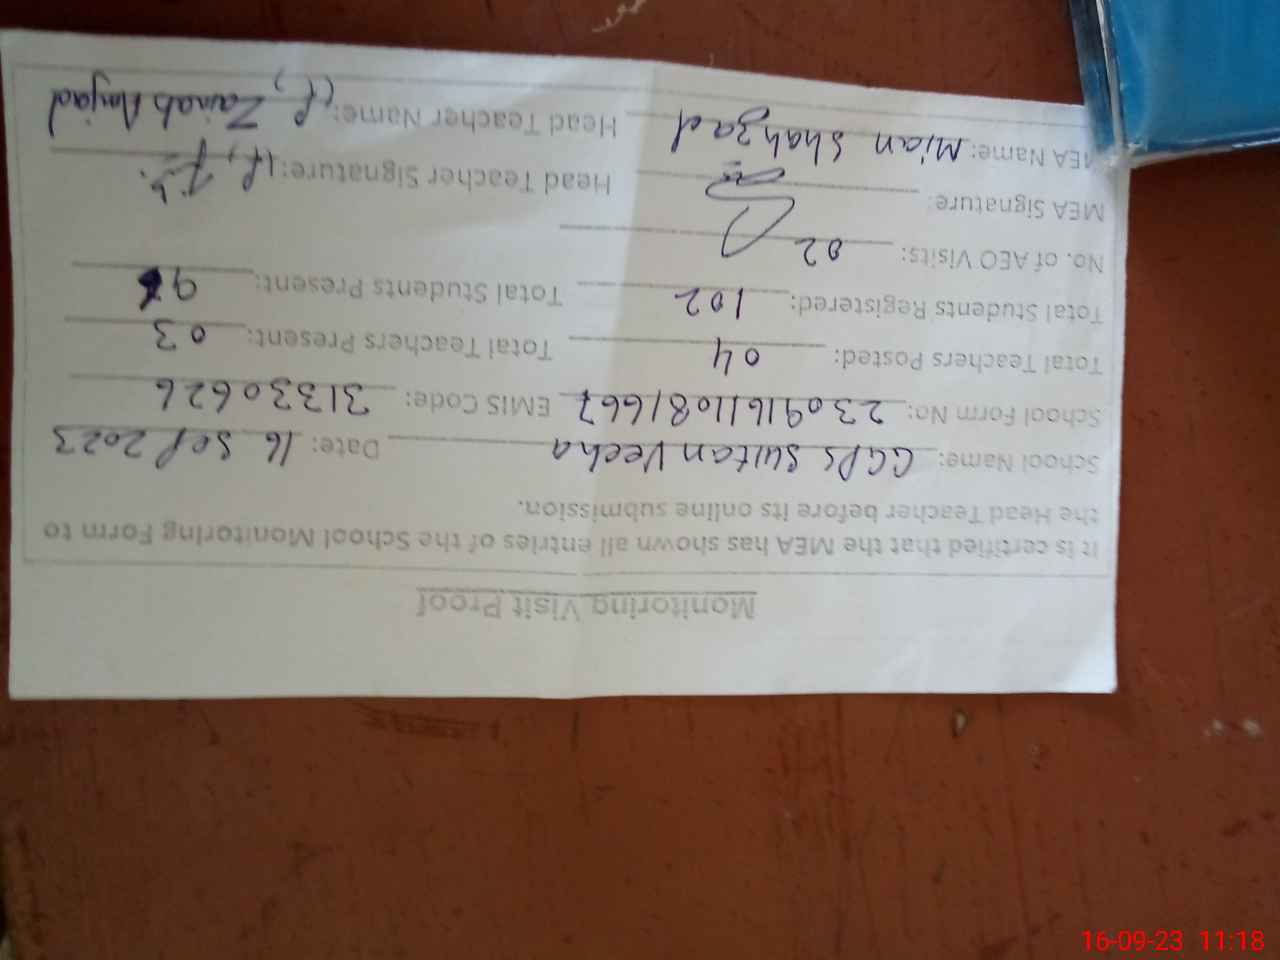 Monitoring Visit Proof
It is certified that the MEA has shown all entries of the School Monitoring Form to
the Head Teacher before its online submission.
School Name: GGPS Sultan Veeha Date: 16 Sep 2023
School Form No: 23091611081667 EMIS Code: 31330626
Total Teachers Posted: 04 Total Teachers Present: 03
Total Students Registered: 102 Total Students Present: 9
No. of AEO Visits: 02
MEA Signature: Head Teacher Signature:
MEA Name: Mian Shahzad Head Teacher Name: Zainab Amjad
16-09-23 11:18